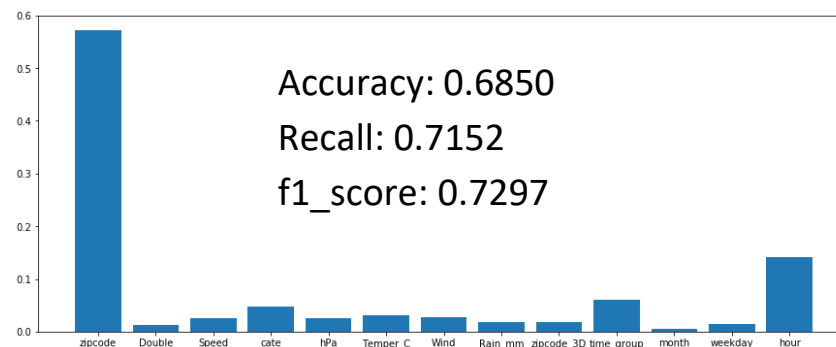 0.6
0.5
0.4
0.3
0.2
0.1
0.0
Accuracy: 0.6850
Recall: 0.7152
f1_score: 0.7297
zipcode Double Speed cate hPa Temper_C Wind Rain_mm zipcode_3D time_group month weekday hour